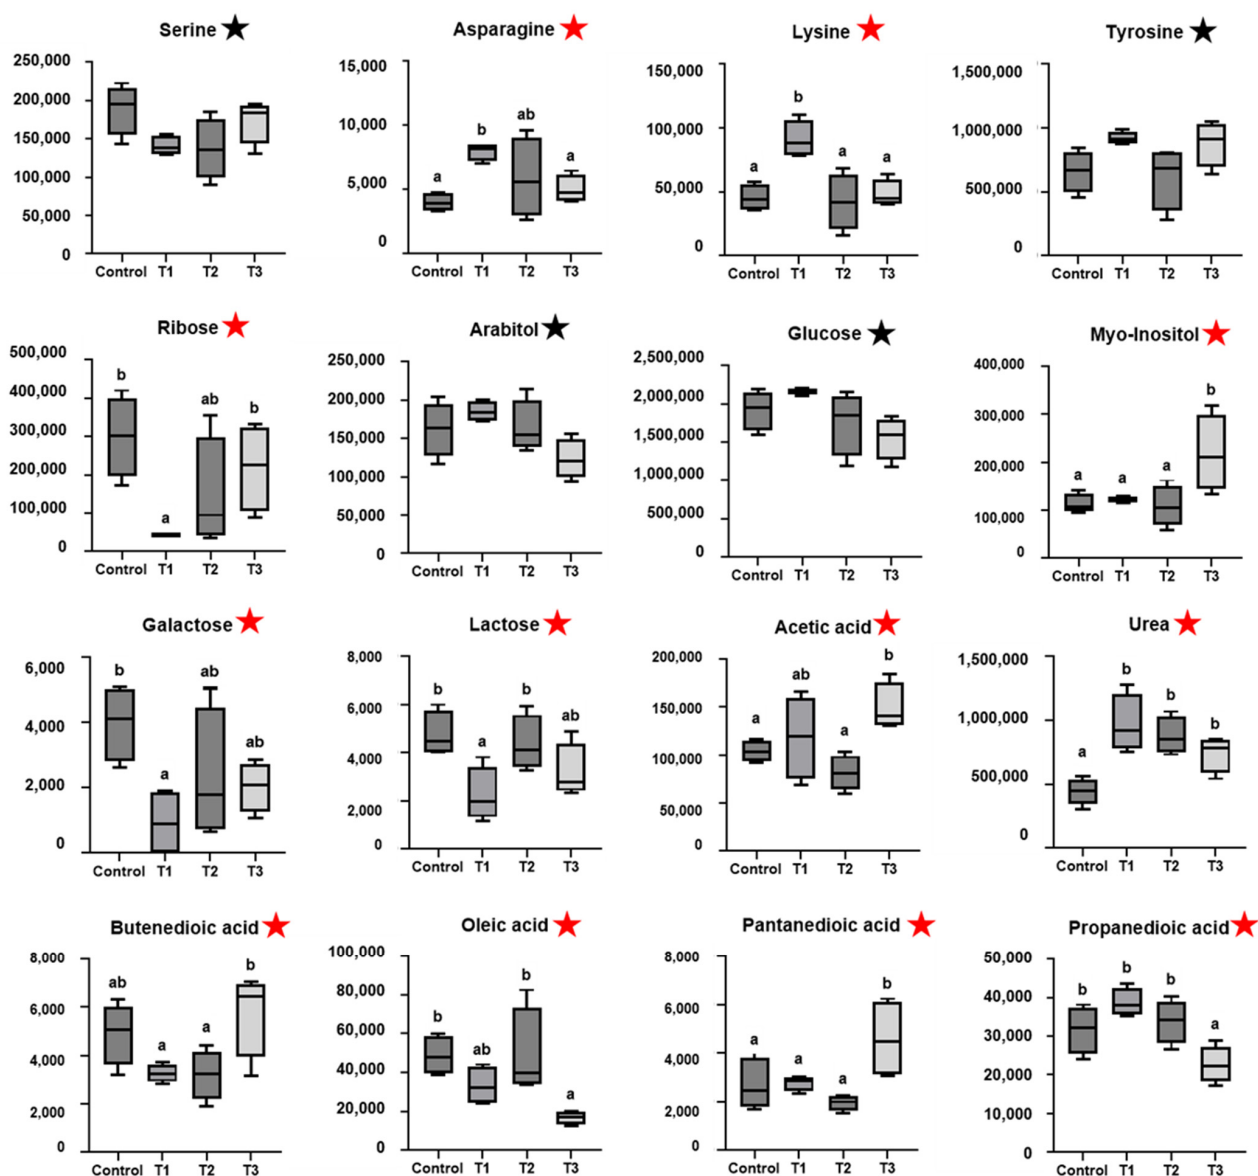 Serine
250,000
200,000
150,000
100,000
50,000
0
Control T1 T2 T3
Asparagine
15,000
10,000
5,000
0
a b ab a
Control T1 T2 T3
Lysine
150,000
100,000
50,000
0
a b a a
Control T1 T2 T3
Tyrosine
1,500,000
1,000,000
500,000
0
Control T1 T2 T3
Ribose
500,000
400,000
300,000
200,000
100,000
0
b a ab b
Control T1 T2 T3
Arabitol
250,000
200,000
150,000
100,000
50,000
0
Control T1 T2 T3
Glucose
2,500,000
2,000,000
1,500,000
1,000,000
500,000
0
Control T1 T2 T3
Myo-Inositol
400,000
300,000
200,000
100,000
0
a a a b
Control T1 T2 T3
Galactose
6,000
4,000
2,000
0
b a ab ab
Control T1 T2 T3
Lactose
8,000
6,000
4,000
2,000
0
b a b ab
Control T1 T2 T3
Acetic acid
200,000
150,000
100,000
50,000
0
a ab a b
Control T1 T2 T3
Urea
1,500,000
1,000,000
500,000
0
a b b b
Control T1 T2 T3
Butenedioic acid
8,000
6,000
4,000
2,000
0
ab a a b
Control T1 T2 T3
Oleic acid
100,000
80,000
60,000
40,000
20,000
0
b ab b a
Control T1 T2 T3
Pantanedioic acid
8,000
6,000
4,000
2,000
0
a a a b
Control T1 T2 T3
Propanedioic acid
50,000
40,000
30,000
20,000
10,000
0
b b b a
Control T1 T2 T3